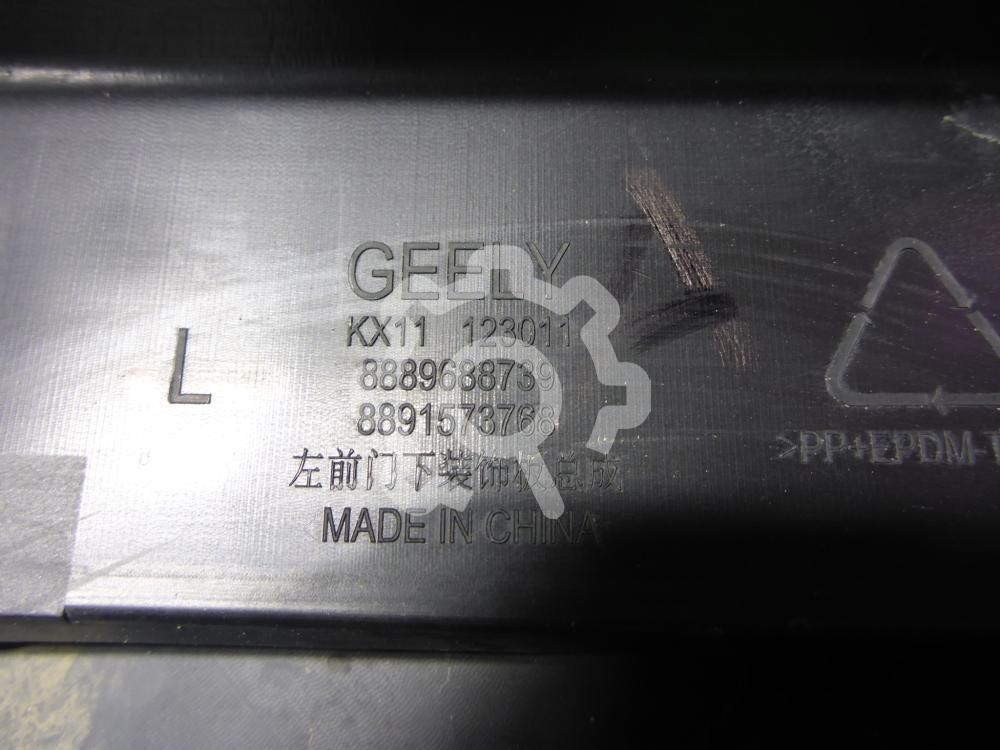 GEELY
KX11 123011
L
8889688739
8891573768
左前门下装饰板总成
>PP+EPDM-T
MADE IN CHINA